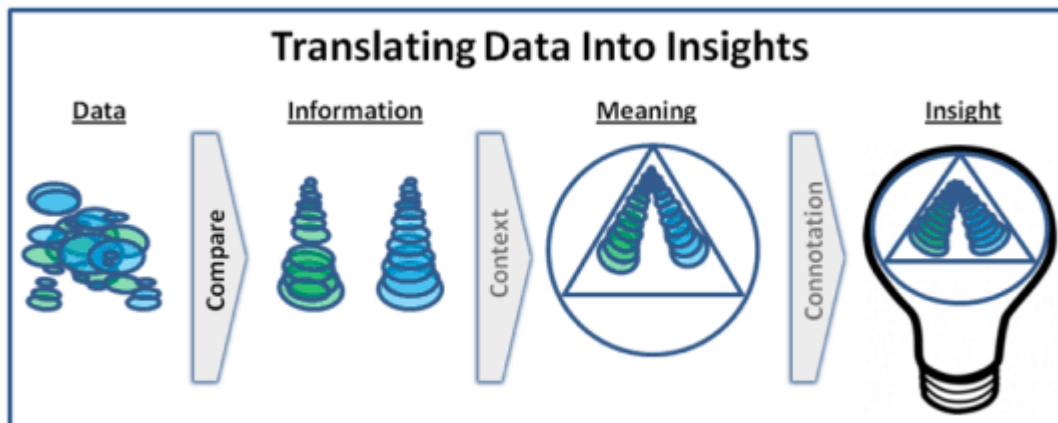 Translating Data Into Insights
Data
Information
Meaning
Insight
Compare
Context
Connotation